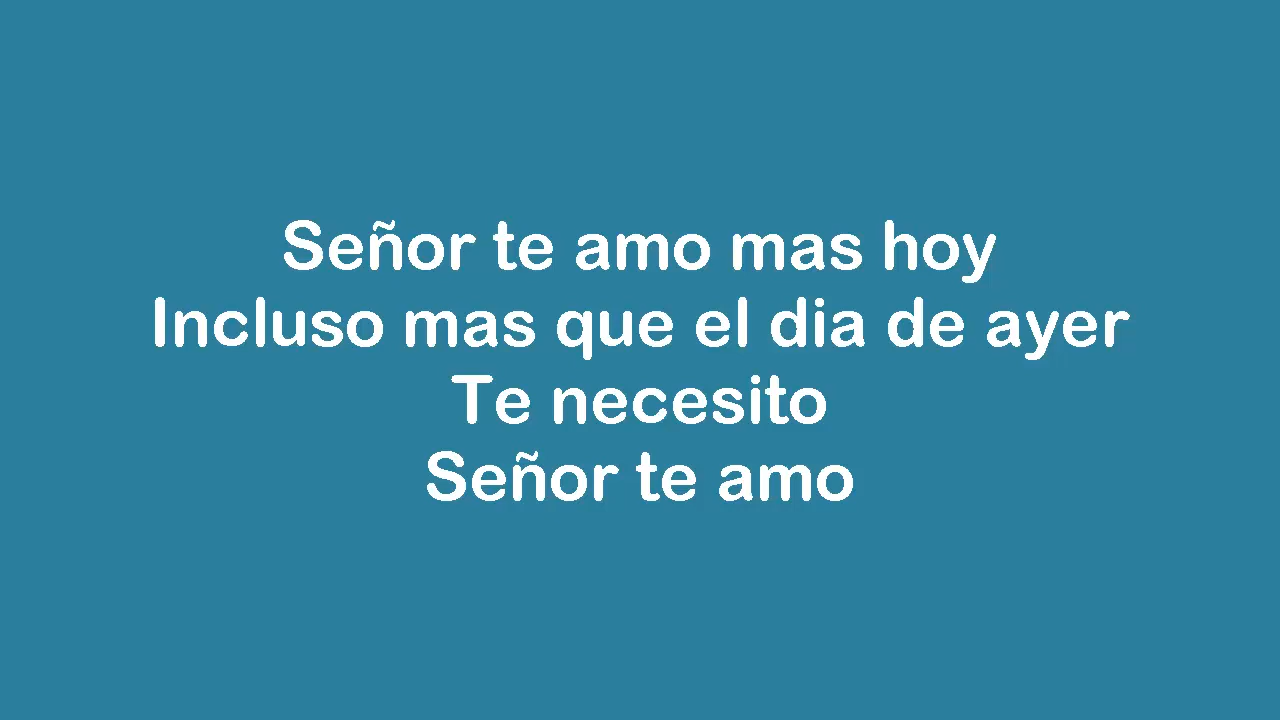 Señor te amo mas hoy
Incluso mas que el dia de ayer
Te necesito
Señor te amo